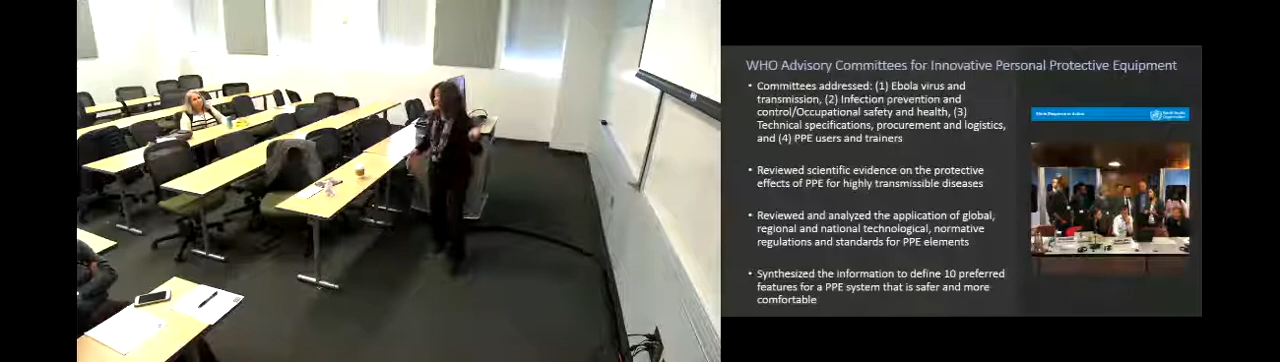 WHO Advisory Committees for Innovative Personal Protective Equipment
• Committees addressed: (1) Ebola virus and
transmission, (2) Infection prevention and
control/Occupational safety and health, (3)
Technical specifications, procurement and logistics,
and (4) PPE users and trainers
• Reviewed scientific evidence on the protective
effects of PPE for highly transmissible diseases
• Reviewed and analyzed the application of global,
regional and national technological, normative
regulations and standards for PPE elements
• Synthesized the information to define 10 preferred
features for a PPE system that is safer and more
comfortable
World Health
Organization